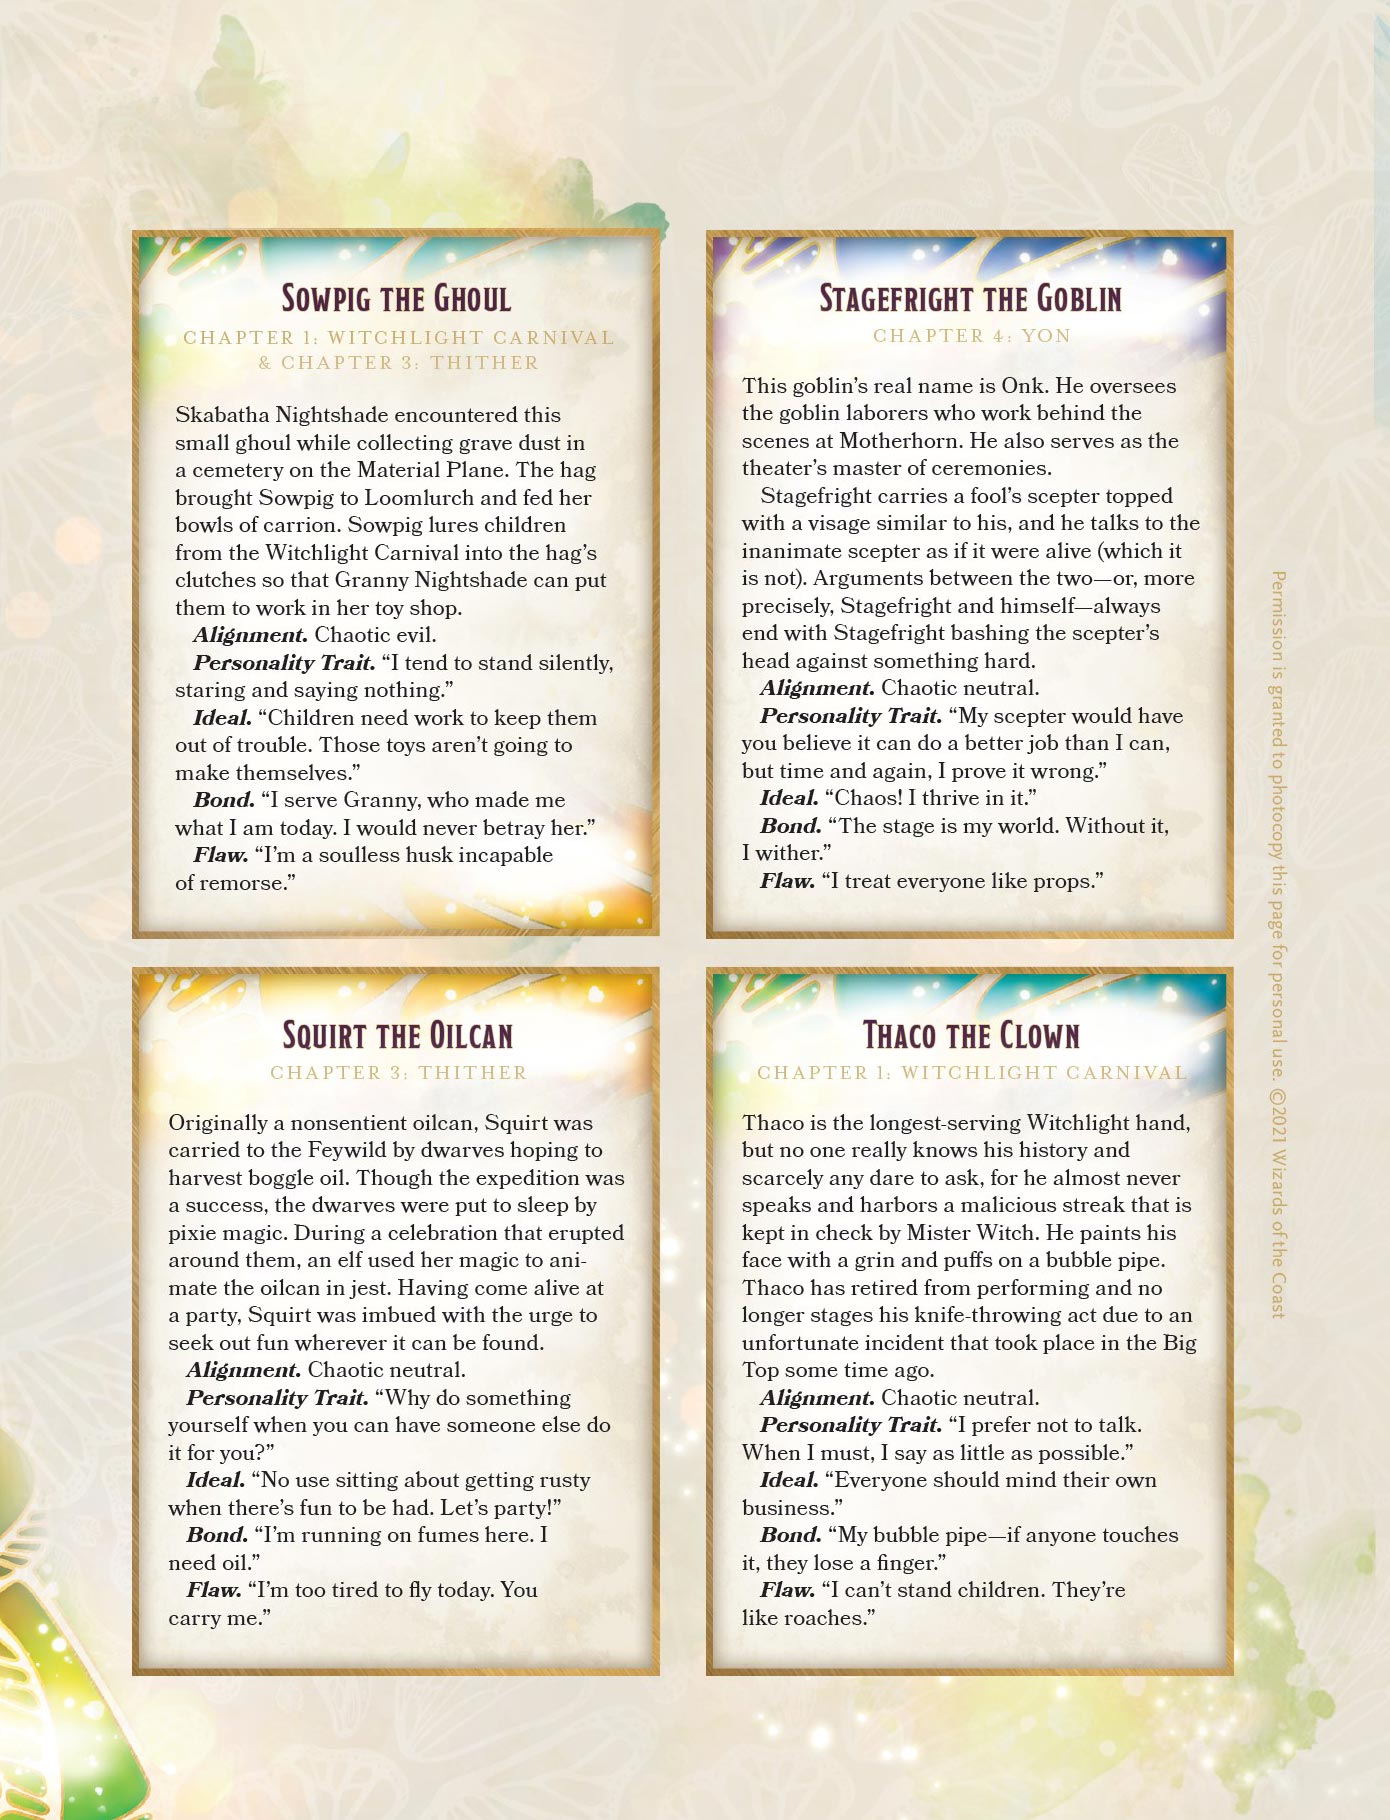 Sowpig the Ghoul
Chapter 1: Witchlight Carnival
& Chapter 3: Thither
Skabatha Nightshade encountered this
small ghoul while collecting grave dust in
a cemetery on the Material Plane. The hag
brought Sowpig to Loomlurch and fed her
bowls of carrion. Sowpig lures children
from the Witchlight Carnival into the hag’s
clutches so that Granny Nightshade can put
them to work in her toy shop.
Alignment. Chaotic evil.
Personality Trait. “I tend to stand silently,
staring and saying nothing.”
Ideal. “Children need work to keep them
out of trouble. Those toys aren’t going to
make themselves.”
Bond. “I serve Granny, who made me
what I am today. I would never betray her.”
Flaw. “I’m a soulless husk incapable
of remorse.”
Stagefright the Goblin
Chapter 4: Yon
This goblin’s real name is Onk. He oversees
the goblin laborers who work behind the
scenes at Motherhorn. He also serves as the
theater’s master of ceremonies.
Stagefright carries a fool’s scepter topped
with a visage similar to his, and he talks to the
inanimate scepter as if it were alive (which it
is not). Arguments between the two—or, more
precisely, Stagefright and himself—always
end with Stagefright bashing the scepter’s
head against something hard.
Alignment. Chaotic neutral.
Personality Trait. “My scepter would have
you believe it can do a better job than I can,
but time and again, I prove it wrong.”
Ideal. “Chaos! I thrive in it.”
Bond. “The stage is my world. Without it,
I wither.”
Flaw. “I treat everyone like props.”
Squirt the Oilcan
Chapter 3: Thither
Originally a nonsentient oilcan, Squirt was
carried to the Feywild by dwarves hoping to
harvest boggle oil. Though the expedition was
a success, the dwarves were put to sleep by
pixie magic. During a celebration that erupted
around them, an elf used her magic to ani-
mate the oilcan in jest. Having come alive at
a party, Squirt was imbued with the urge to
seek out fun wherever it can be found.
Alignment. Chaotic neutral.
Personality Trait. “Why do something
yourself when you can have someone else do
it for you?”
Ideal. “No use sitting about getting rusty
when there’s fun to be had. Let’s party!”
Bond. “I’m running on fumes here. I
need oil.”
Flaw. “I’m too tired to fly today. You
carry me.”
Thaco the Clown
Chapter 1: Witchlight Carnival
Thaco is the longest-serving Witchlight hand,
but no one really knows his history and
scarcely any dare to ask, for he almost never
speaks and harbors a malicious streak that is
kept in check by Mister Witch. He paints his
face with a grin and puffs on a bubble pipe.
Thaco has retired from performing and no
longer stages his knife-throwing act due to an
unfortunate incident that took place in the Big
Top some time ago.
Alignment. Chaotic neutral.
Personality Trait. “I prefer not to talk.
When I must, I say as little as possible.”
Ideal. “Everyone should mind their own
business.”
Bond. “My bubble pipe—if anyone touches
it, they lose a finger.”
Flaw. “I can’t stand children. They’re
like roaches.”
Permission is granted to photocopy this page for personal use. ©2021 Wizards of the Coast